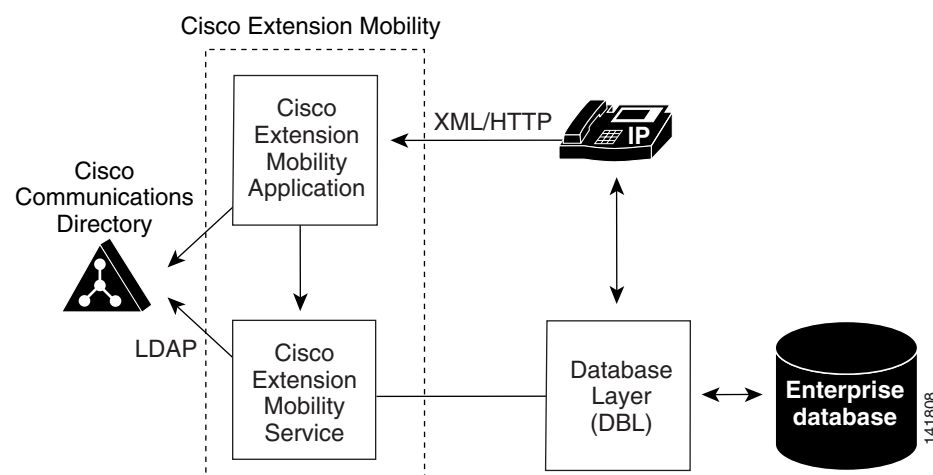 Cisco Extension Mobility
Cisco
Extension
Mobility
Application
XML/HTTP
IP
Cisco
Communications
Directory
LDAP
Cisco
Extension
Mobility
Service
Database
Layer
(DBL)
Enterprise
database
141808